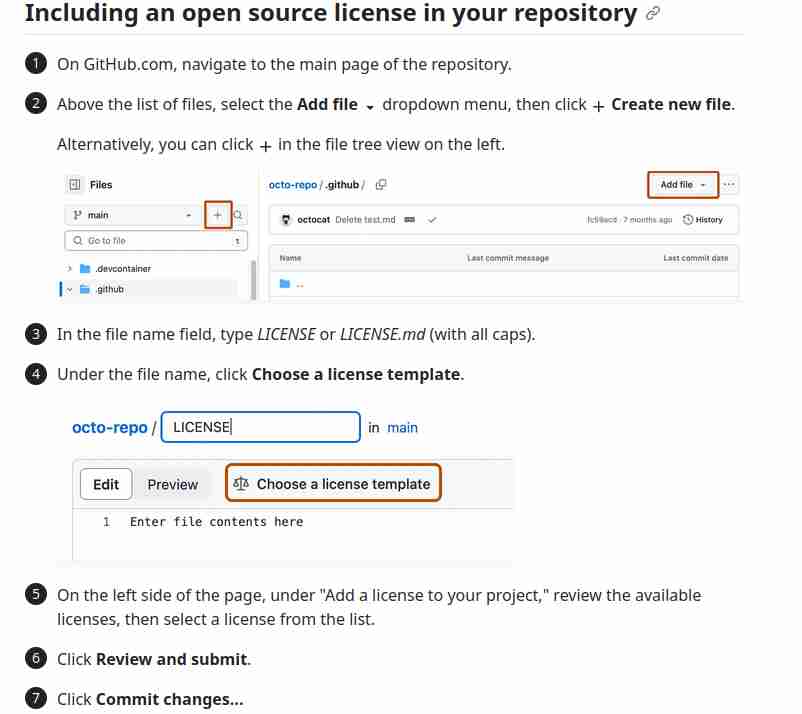 Including an open source license in your repository
1 On GitHub.com, navigate to the main page of the repository.
2 Above the list of files, select the Add file dropdown menu, then click + Create new file.
Alternatively, you can click + in the file tree view on the left.
Files
octo-repo / .github /
Add file
main
octocat Delete test.md
fc59ecd · 7 months ago
History
Go to file
t
Name
Last commit message
Last commit date
.devcontainer
.github
..
3 In the file name field, type LICENSE or LICENSE.md (with all caps).
4 Under the file name, click Choose a license template.
octo-repo / LICENSE in main
Edit Preview Choose a license template
1 Enter file contents here
5 On the left side of the page, under "Add a license to your project," review the available
licenses, then select a license from the list.
6 Click Review and submit.
7 Click Commit changes...